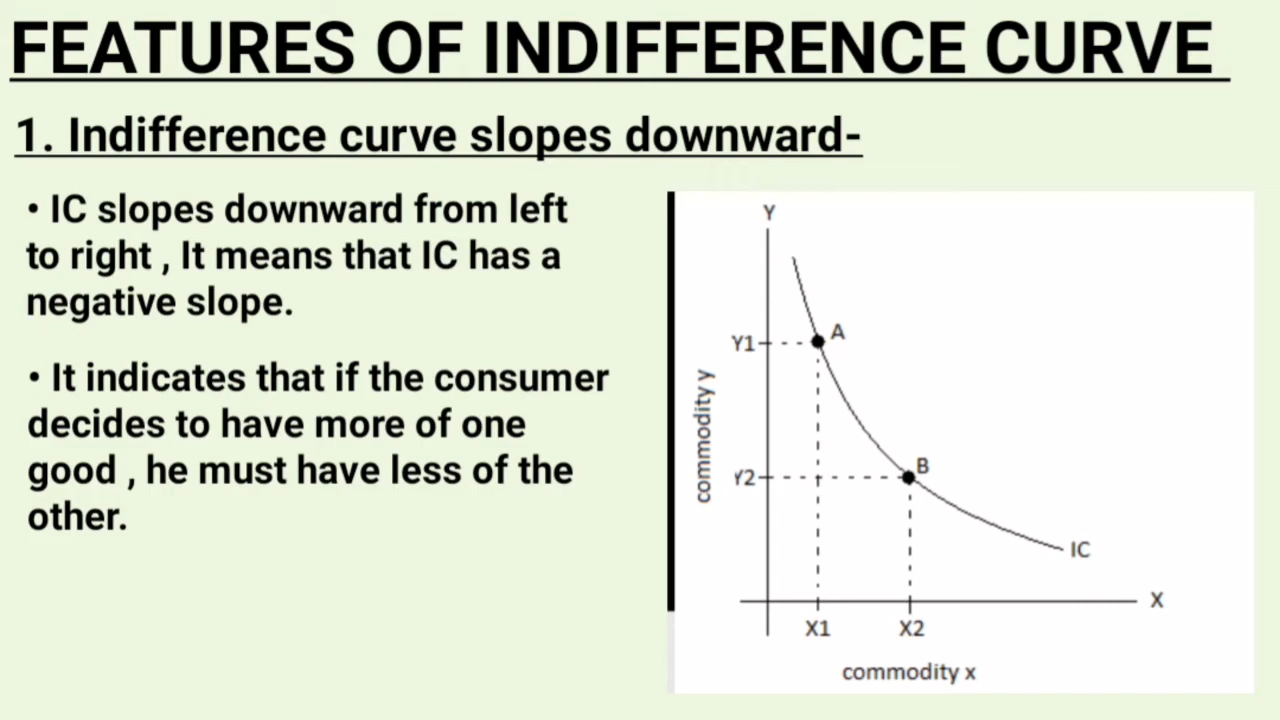 FEATURES OF INDIFFERENCE CURVE
1. Indifference curve slopes downward-
• IC slopes downward from left
to right , It means that IC has a
negative slope.
• It indicates that if the consumer
decides to have more of one
good , he must have less of the
other.
Y
A
Y1
commodity y
B
Y2
IC
X
X1 X2
commodity x